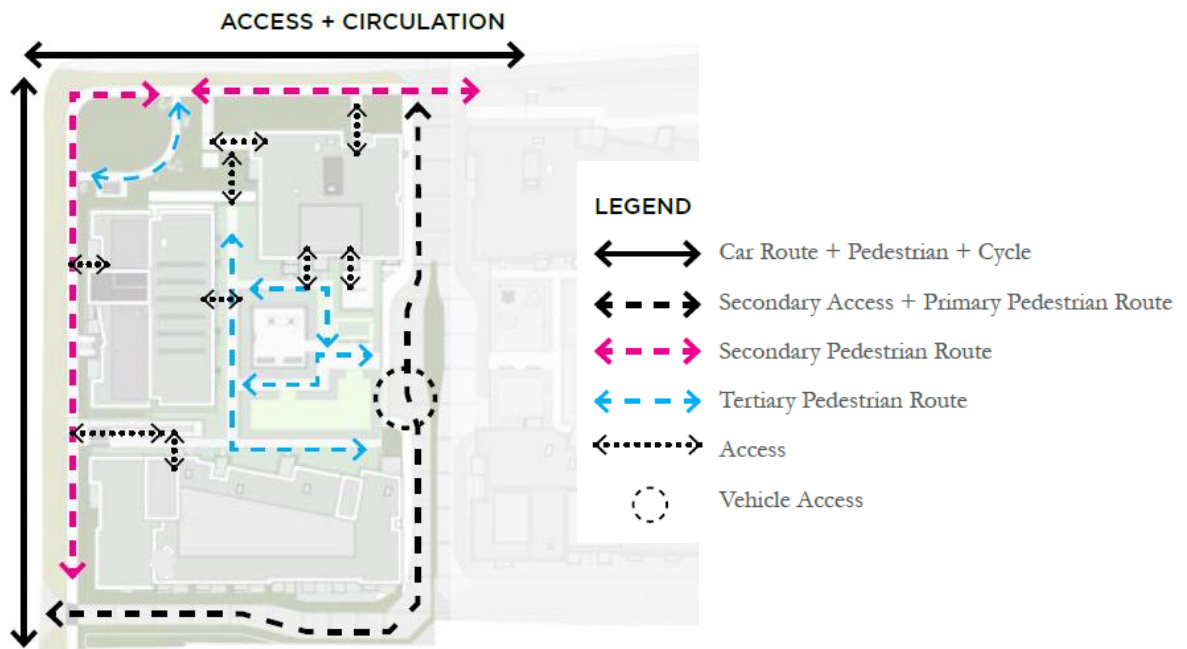 ACCESS + CIRCULATION
LEGEND
Car Route + Pedestrian + Cycle
Secondary Access + Primary Pedestrian Route
Secondary Pedestrian Route
Tertiary Pedestrian Route
Access
Vehicle Access